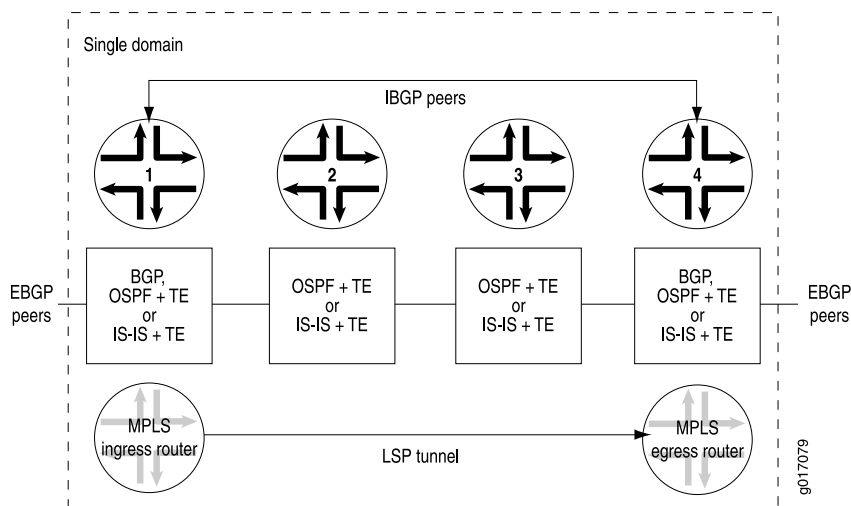 Single domain
IBGP peers
1
2
3
4
EBGP
peers
BGP,
OSPF + TE
or
IS-IS + TE
OSPF + TE
or
IS-IS + TE
OSPF + TE
or
IS-IS + TE
BGP,
OSPF + TE
or
IS-IS + TE
EBGP
peers
MPLS
ingress router
LSP tunnel
MPLS
egress router
g017079